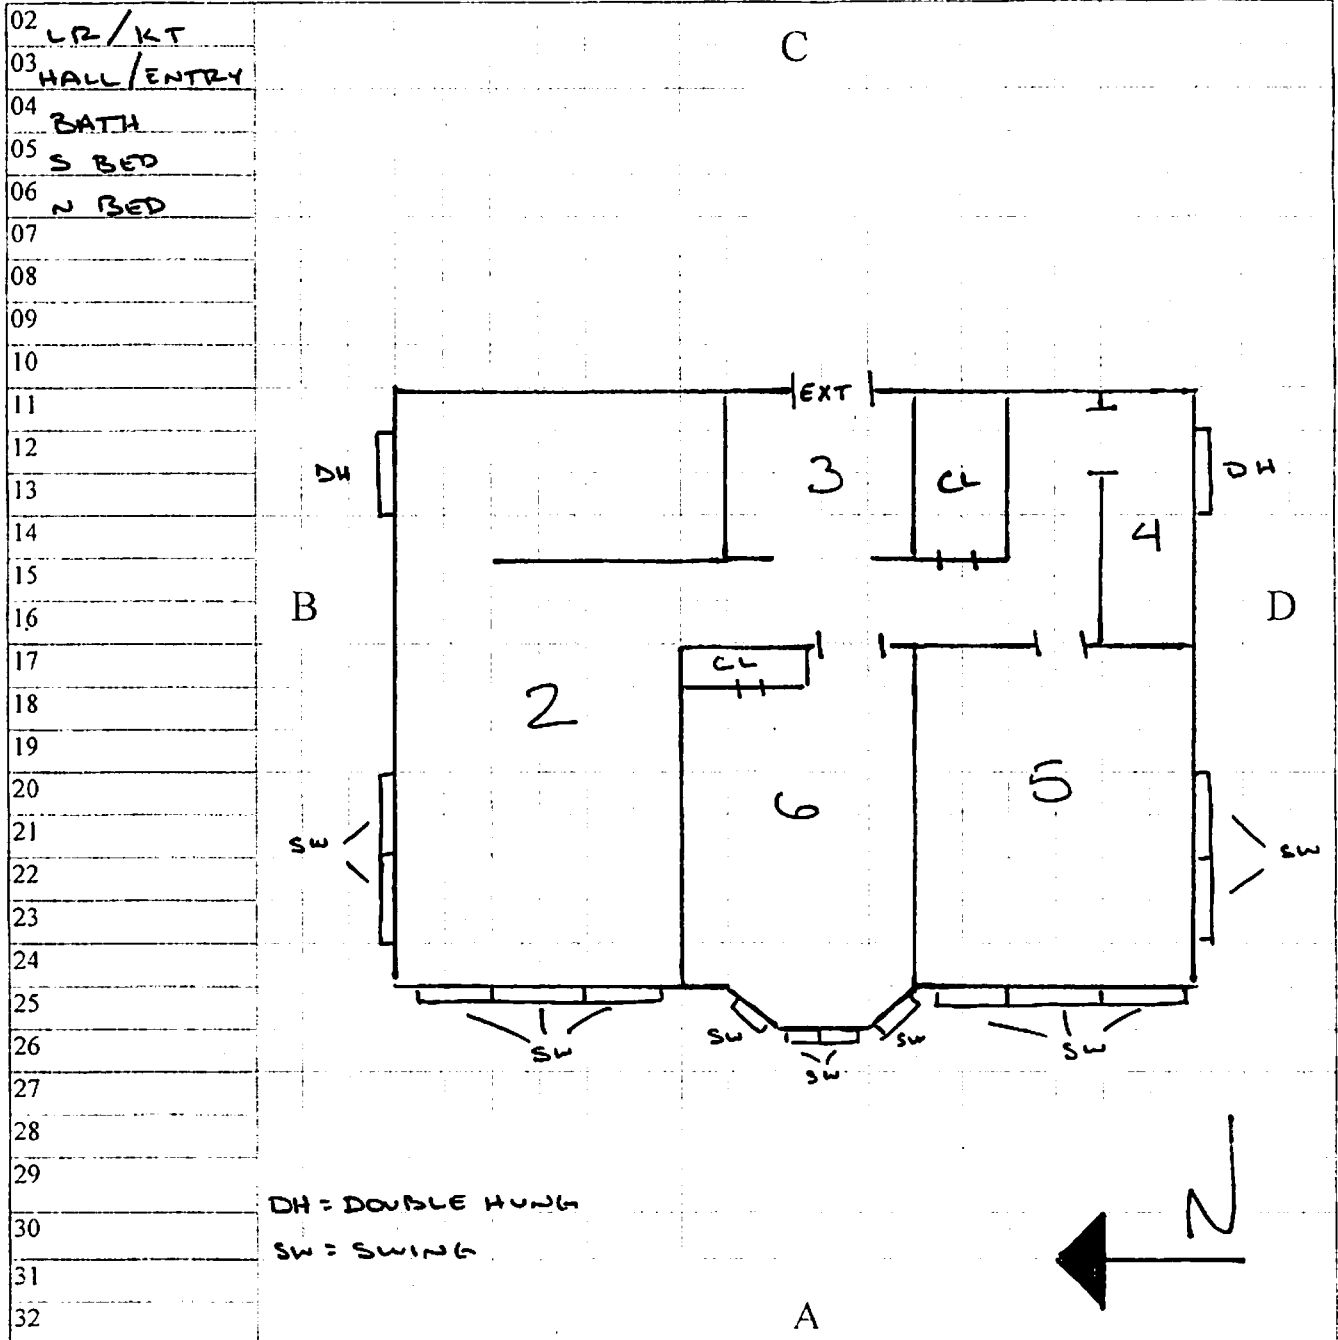 02 LR/KT
C
03 HALL/ENTRY
04 BATH
05 S BED
06 N BED
07
08
09
10
EXT
11
12
DH
3
CL
DH
13
14
4
15
B
D
16
17
CL
18
2
19
20
5
6
21
SW
SW
22
23
24
25
SW
SW
26
SW
SW
SW
27
28
29
DH = DOUBLE HUNG
N
30
SW = SWING
31
32
A